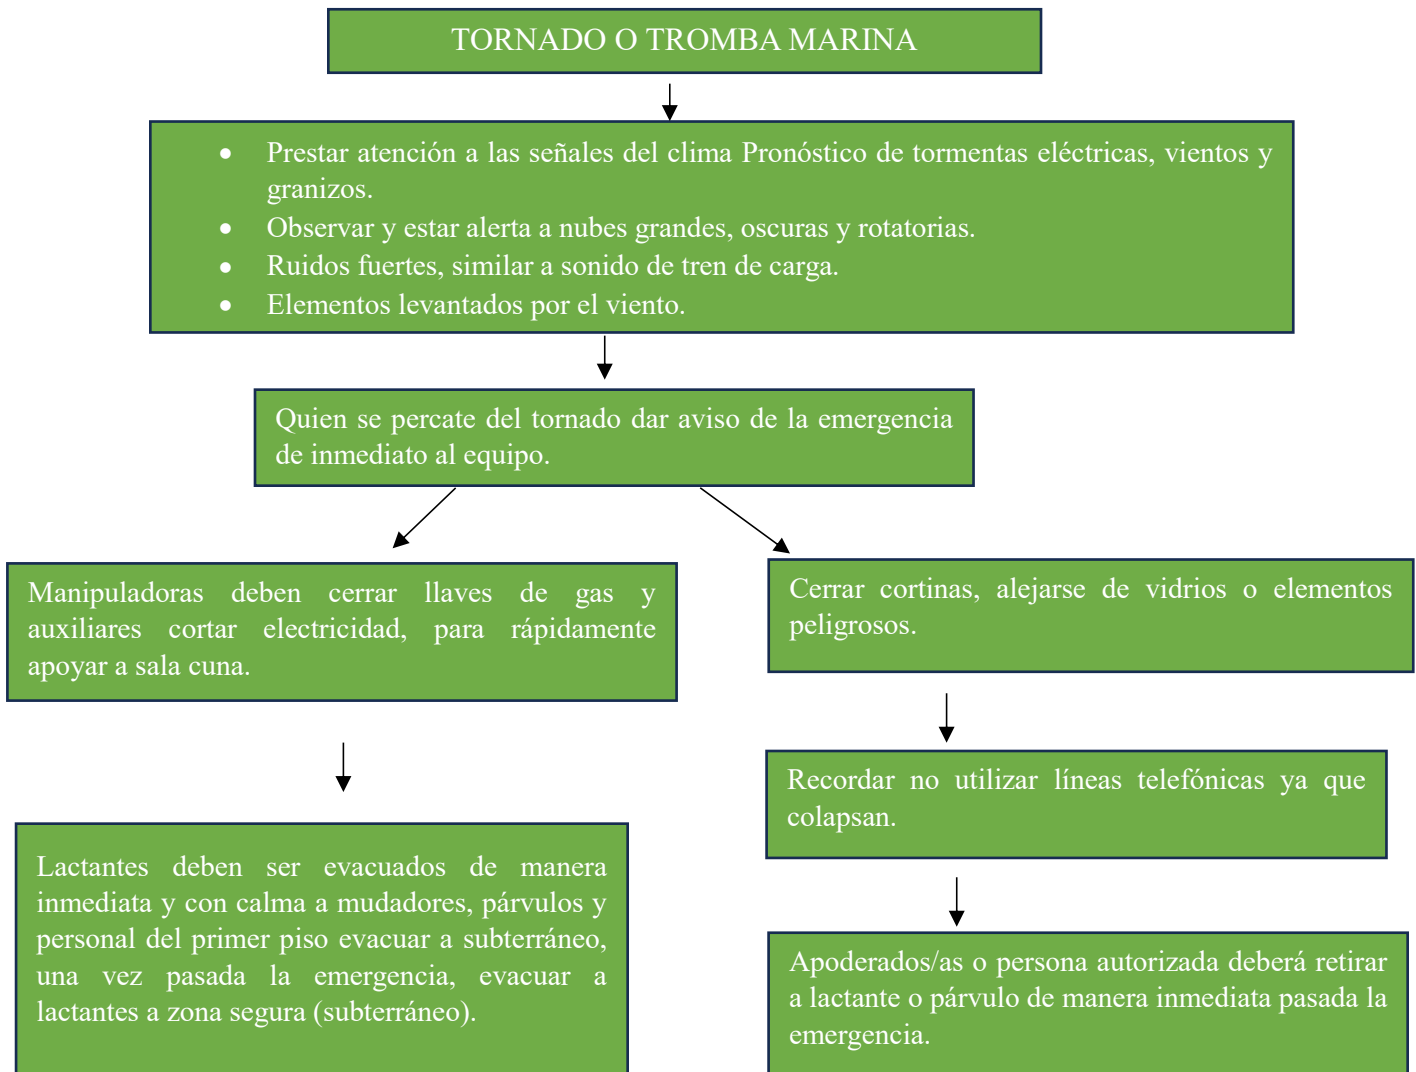 TORNADO O TROMBA MARINA
• Prestar atención a las señales del clima Pronóstico de tormentas eléctricas, vientos y
granizos.
• Observar y estar alerta a nubes grandes, oscuras y rotatorias.
• Ruidos fuertes, similar a sonido de tren de carga.
• Elementos levantados por el viento.
Quien se percate del tornado dar aviso de la emergencia
de inmediato al equipo.
Manipuladoras deben cerrar llaves de gas y
auxiliares cortar electricidad, para rápidamente
apoyar a sala cuna.
Lactantes deben ser evacuados de manera
inmediata y con calma a mudadores, párvulos y
personal del primer piso evacuar a subterráneo,
una vez pasada la emergencia, evacuar a
lactantes a zona segura (subterráneo).
Cerrar cortinas, alejarse de vidrios o elementos
peligrosos.
Recordar no utilizar líneas telefónicas ya que
colapsan.
Apoderados/as o persona autorizada deberá retirar
a lactante o párvulo de manera inmediata pasada la
emergencia.